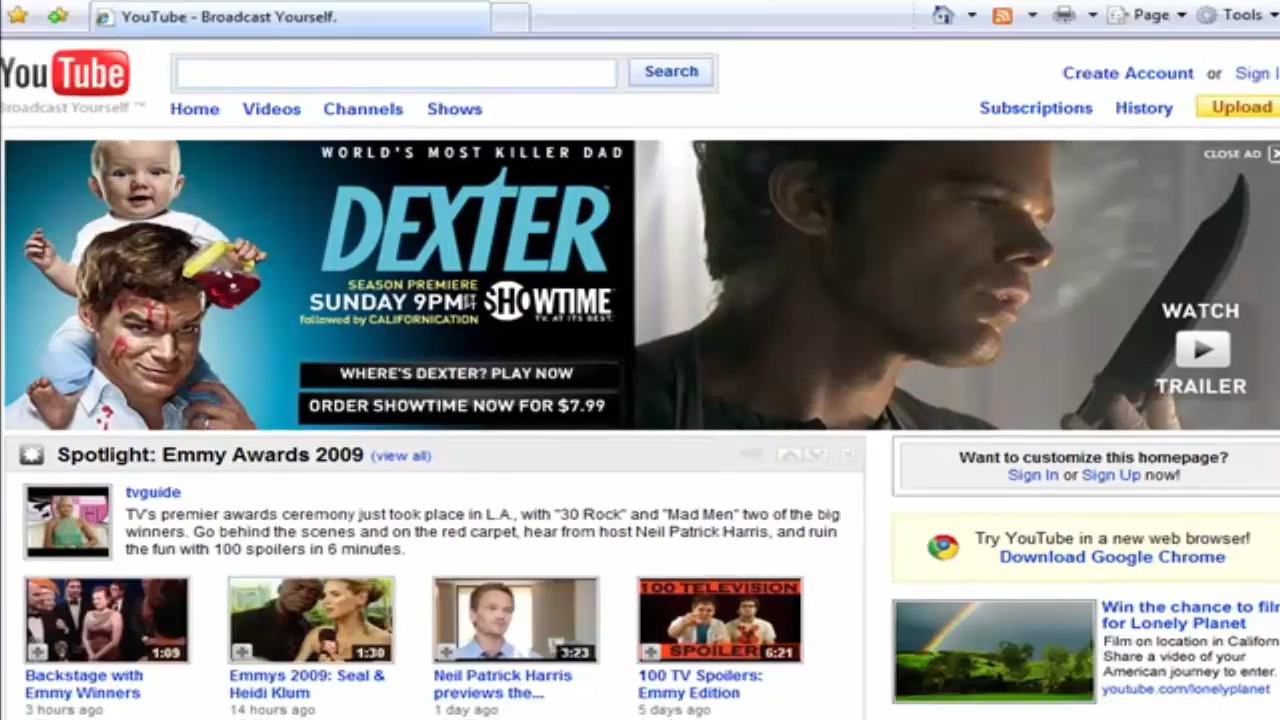 YouTube - Broadcast Yourself.
Page
Tools
YouTube
Broadcast Yourself ™
Search
Create Account or Sign I
Home Videos Channels Shows
Subscriptions History Upload
WORLD'S MOST KILLER DAD
CLOSE AD X
DEXTER
SEASON PREMIERE
SUNDAY 9PM ET PT SHOWTIME
followed by CALIFORNICATION
TV. AT ITS BEST.
WHERE'S DEXTER? PLAY NOW
ORDER SHOWTIME NOW FOR $7.99
WATCH
TRAILER
Spotlight: Emmy Awards 2009 (view all)
tvguide
TV's premier awards ceremony just took place in L.A., with "30 Rock" and "Mad Men" two of the big
winners. Go behind the scenes and on the red carpet, hear from host Neil Patrick Harris, and ruin
the fun with 100 spoilers in 6 minutes.
1:09
Backstage with
Emmy Winners
3 hours ago
1:30
Emmys 2009: Seal &
Heidi Klum
14 hours ago
3:23
Neil Patrick Harris
previews the...
1 day ago
100 TELEVISION
SPOILER
6:21
100 TV Spoilers:
Emmy Edition
5 days ago
Want to customize this homepage?
Sign In or Sign Up now!
Try YouTube in a new web browser!
Download Google Chrome
Win the chance to film
for Lonely Planet
Film on location in Californ
Share a video of your
American journey to enter.
youtube.com/lonelyplanet